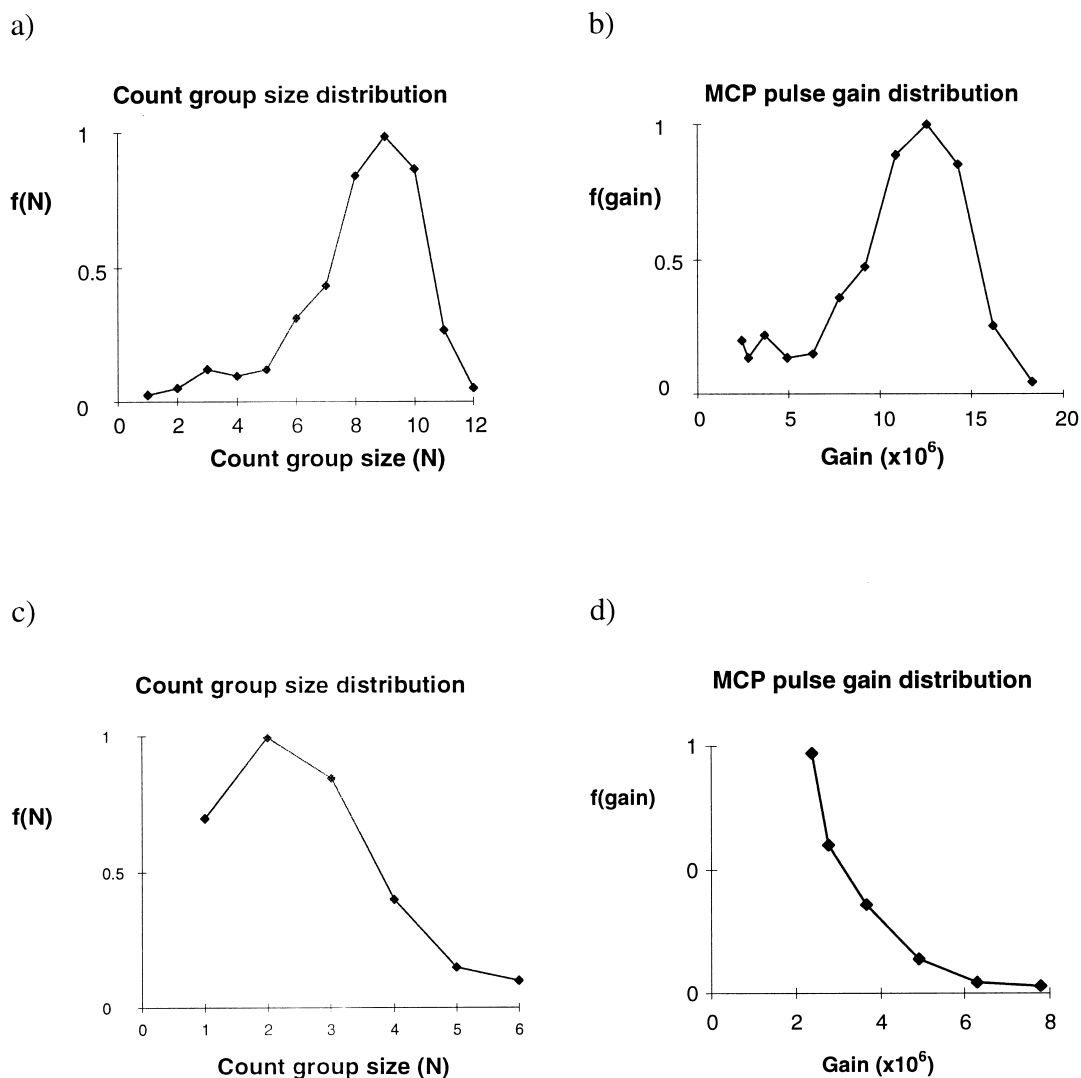 a)
Count group size distribution
1
f(N)
0.5
0
0 2 4 6 8 10 12
Count group size (N)
b)
MCP pulse gain distribution
1
f(gain)
0.5
0
0 5 10 15 20
Gain (x10⁶)
c)
Count group size distribution
1
f(N)
0.5
0
0 1 2 3 4 5 6
Count group size (N)
d)
MCP pulse gain distribution
1
f(gain)
0
0
0 2 4 6 8
Gain (x10⁶)